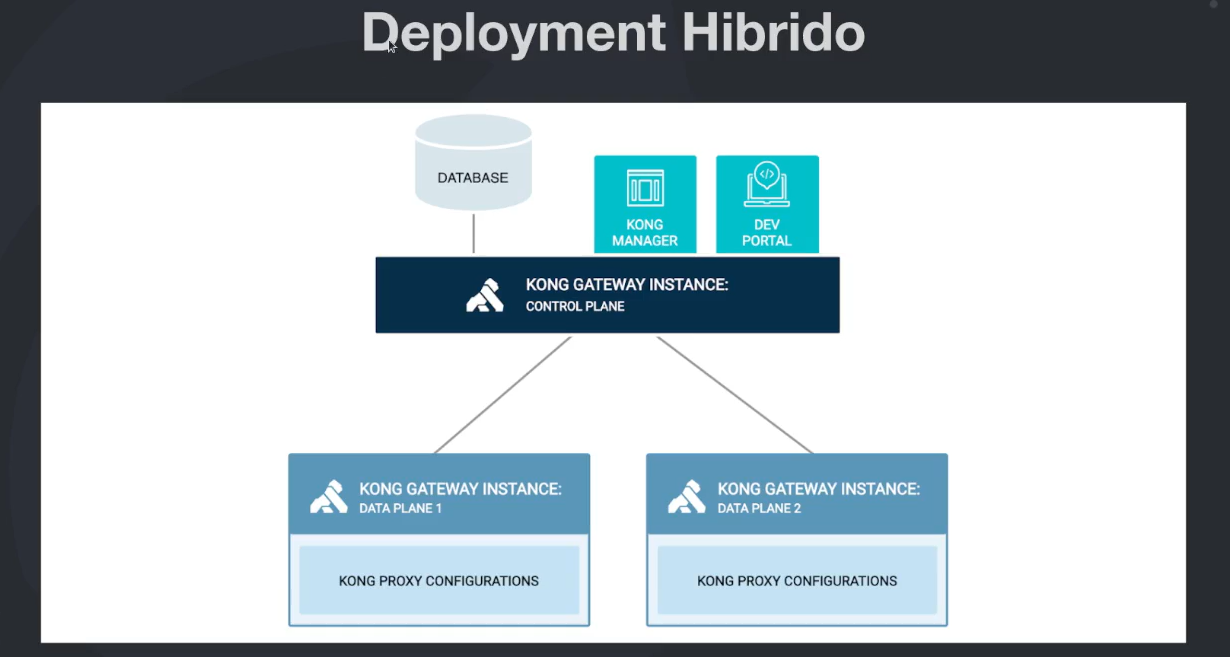 Deployment Hibrido
DATABASE
KONG
MANAGER
DEV
PORTAL
KONG GATEWAY INSTANCE:
CONTROL PLANE
KONG GATEWAY INSTANCE:
DATA PLANE 1
KONG PROXY CONFIGURATIONS
KONG GATEWAY INSTANCE:
DATA PLANE 2
KONG PROXY CONFIGURATIONS